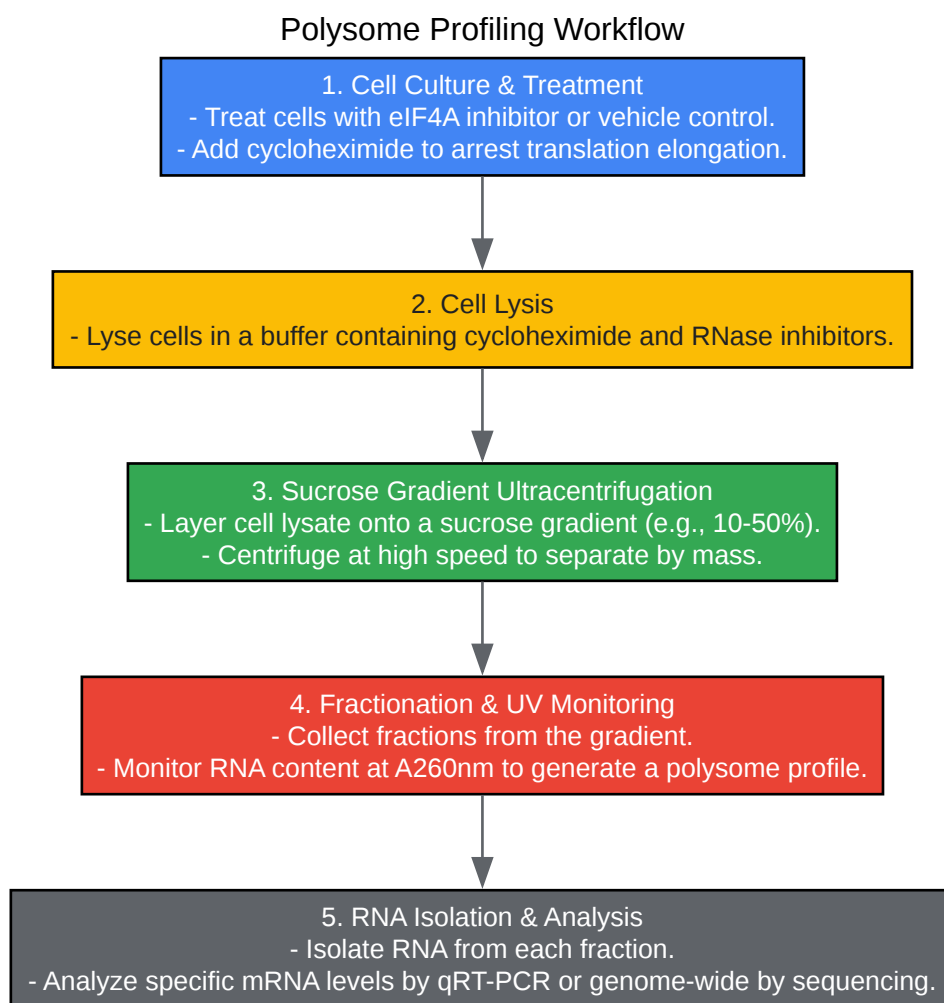 Polysome Profiling Workflow
1. Cell Culture & Treatment
- Treat cells with eIF4A inhibitor or vehicle control.
- Add cycloheximide to arrest translation elongation.
2. Cell Lysis
- Lyse cells in a buffer containing cycloheximide and RNase inhibitors.
3. Sucrose Gradient Ultracentrifugation
- Layer cell lysate onto a sucrose gradient (e.g., 10-50%).
- Centrifuge at high speed to separate by mass.
4. Fractionation & UV Monitoring
- Collect fractions from the gradient.
- Monitor RNA content at A260nm to generate a polysome profile.
5. RNA Isolation & Analysis
- Isolate RNA from each fraction.
- Analyze specific mRNA levels by qRT-PCR or genome-wide by sequencing.